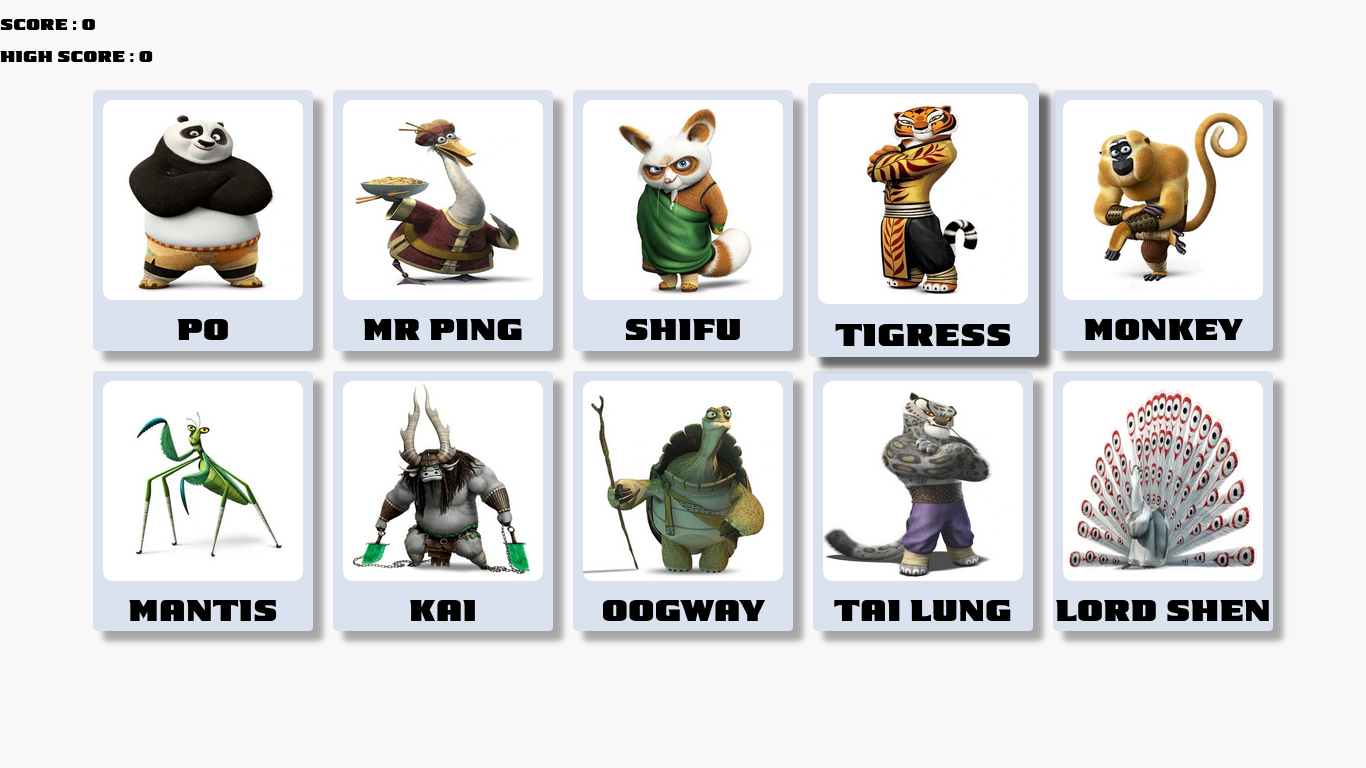 SCORE : 0
HIGH SCORE : 0
PO
MR PING
SHIFU
TIGRESS
MONKEY
MANTIS
KAI
OOGWAY
TAI LUNG
LORD SHEN